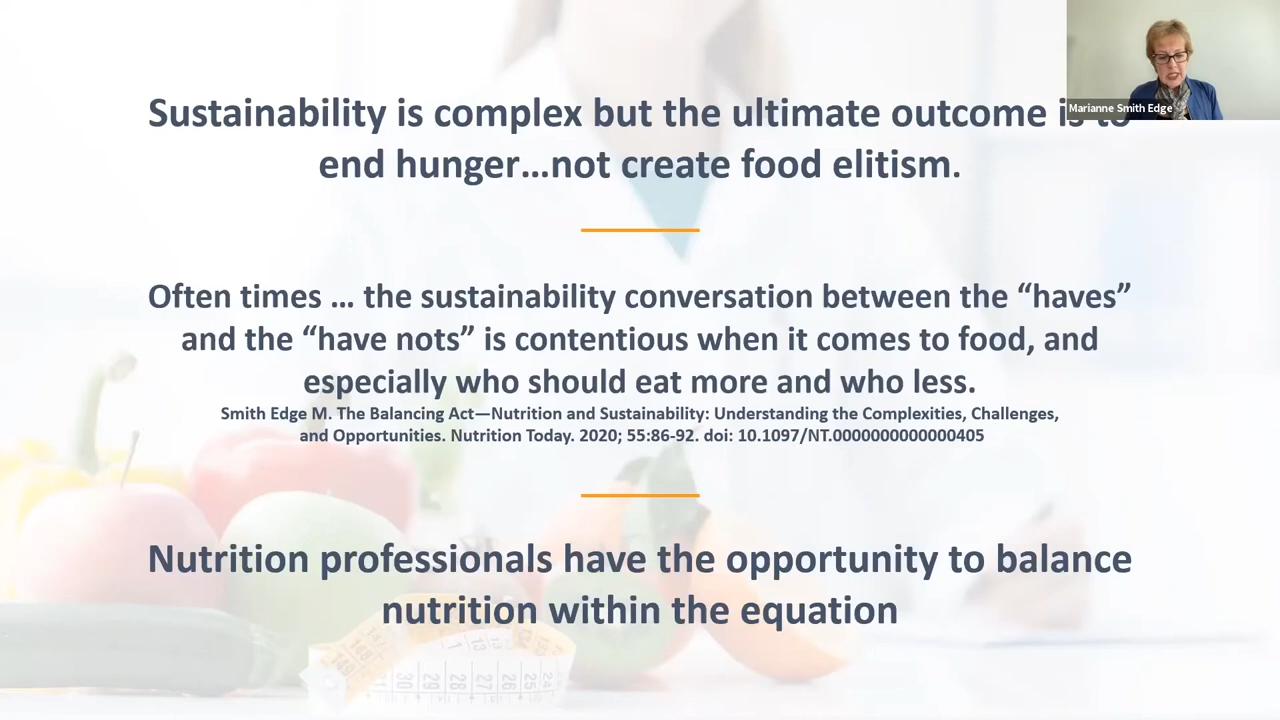 Sustainability is complex but the ultimate outcome is to
Marianne Smith Edge
end hunger...not create food elitism.
Often times ... the sustainability conversation between the “haves”
and the “have nots” is contentious when it comes to food, and
especially who should eat more and who less.
Smith Edge M. The Balancing Act—Nutrition and Sustainability: Understanding the Complexities, Challenges,
and Opportunities. Nutrition Today. 2020; 55:86-92. doi: 10.1097/NT.0000000000000405
Nutrition professionals have the opportunity to balance
nutrition within the equation